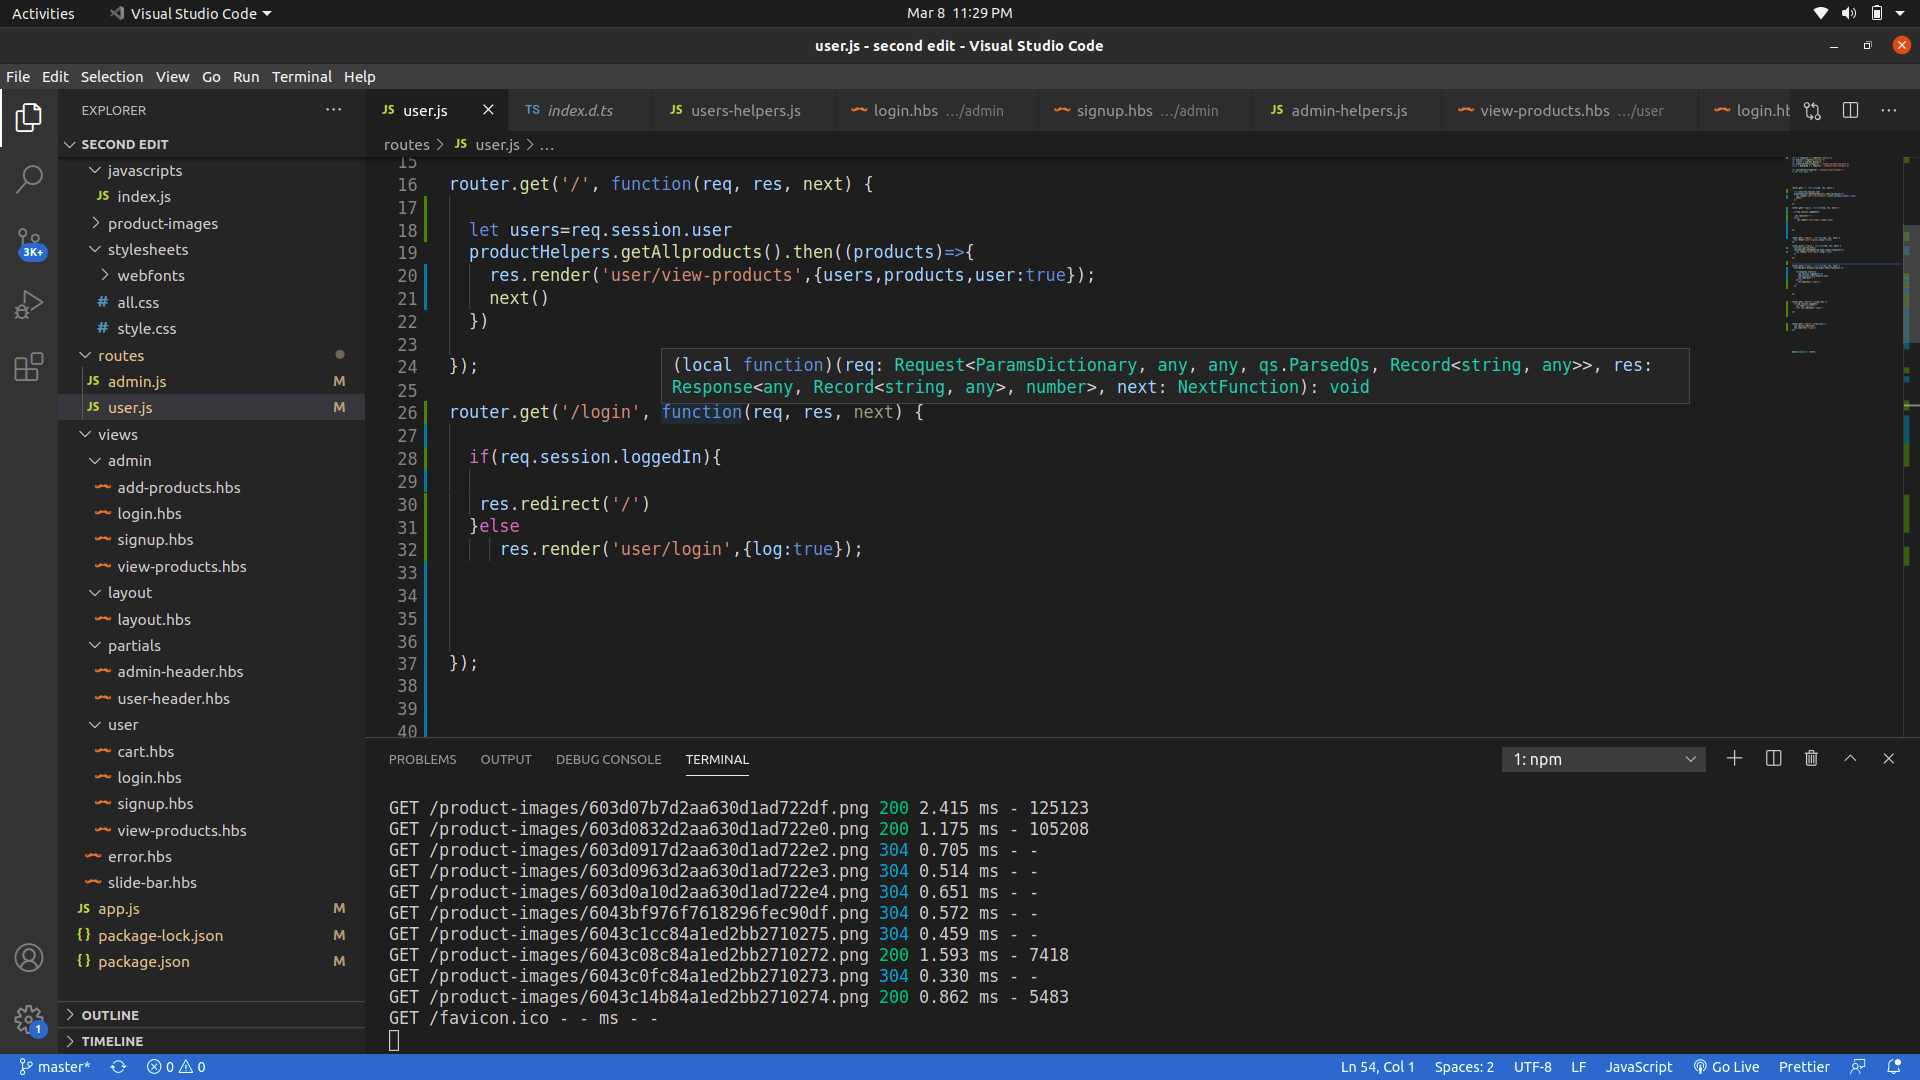 Activities
Visual Studio Code
Mar 8 11:29 PM
user.js - second edit - Visual Studio Code
File Edit Selection View Go Run Terminal Help
EXPLORER
SECOND EDIT
javascripts
JS index.js
product-images
stylesheets
webfonts
# all.css
# style.css
routes
JS admin.js M
JS user.js M
views
admin
add-products.hbs
login.hbs
signup.hbs
view-products.hbs
layout
layout.hbs
partials
admin-header.hbs
user-header.hbs
user
cart.hbs
login.hbs
signup.hbs
view-products.hbs
error.hbs
slide-bar.hbs
JS app.js M
{} package-lock.json M
{} package.json M
OUTLINE
TIMELINE
3K+
1
JS user.js
TS index.d.ts
JS users-helpers.js
login.hbs …/admin
signup.hbs …/admin
JS admin-helpers.js
view-products.hbs …/user
login.hb
routes > JS user.js > …
15
16 router.get('/', function(req, res, next) {
17
18 let users=req.session.user
19 productHelpers.getAllproducts().then((products)=>{
20 res.render('user/view-products',{users,products,user:true});
21 next()
22 })
23
24 });
25
(local function)(req: Request<ParamsDictionary, any, any, qs.ParsedQs, Record<string, any>>, res:
Response<any, Record<string, any>, number>, next: NextFunction): void
26 router.get('/login', function(req, res, next) {
27
28 if(req.session.loggedIn){
29
30 res.redirect('/')
31 }else
32 res.render('user/login',{log:true});
33
34
35
36
37 });
38
39
40
PROBLEMS OUTPUT DEBUG CONSOLE TERMINAL
1: npm
GET /product-images/603d07b7d2aa630d1ad722df.png 200 2.415 ms - 125123
GET /product-images/603d0832d2aa630d1ad722e0.png 200 1.175 ms - 105208
GET /product-images/603d0917d2aa630d1ad722e2.png 304 0.705 ms - -
GET /product-images/603d0963d2aa630d1ad722e3.png 304 0.514 ms - -
GET /product-images/603d0a10d2aa630d1ad722e4.png 304 0.651 ms - -
GET /product-images/6043bf976f7618296fec90df.png 304 0.572 ms - -
GET /product-images/6043c1cc84a1ed2bb2710275.png 304 0.459 ms - -
GET /product-images/6043c08c84a1ed2bb2710272.png 200 1.593 ms - 7418
GET /product-images/6043c0fc84a1ed2bb2710273.png 304 0.330 ms - -
GET /product-images/6043c14b84a1ed2bb2710274.png 200 0.862 ms - 5483
GET /favicon.ico - - ms - -
master* 0 0
Ln 54, Col 1 Spaces: 2 UTF-8 LF JavaScript Go Live Prettier